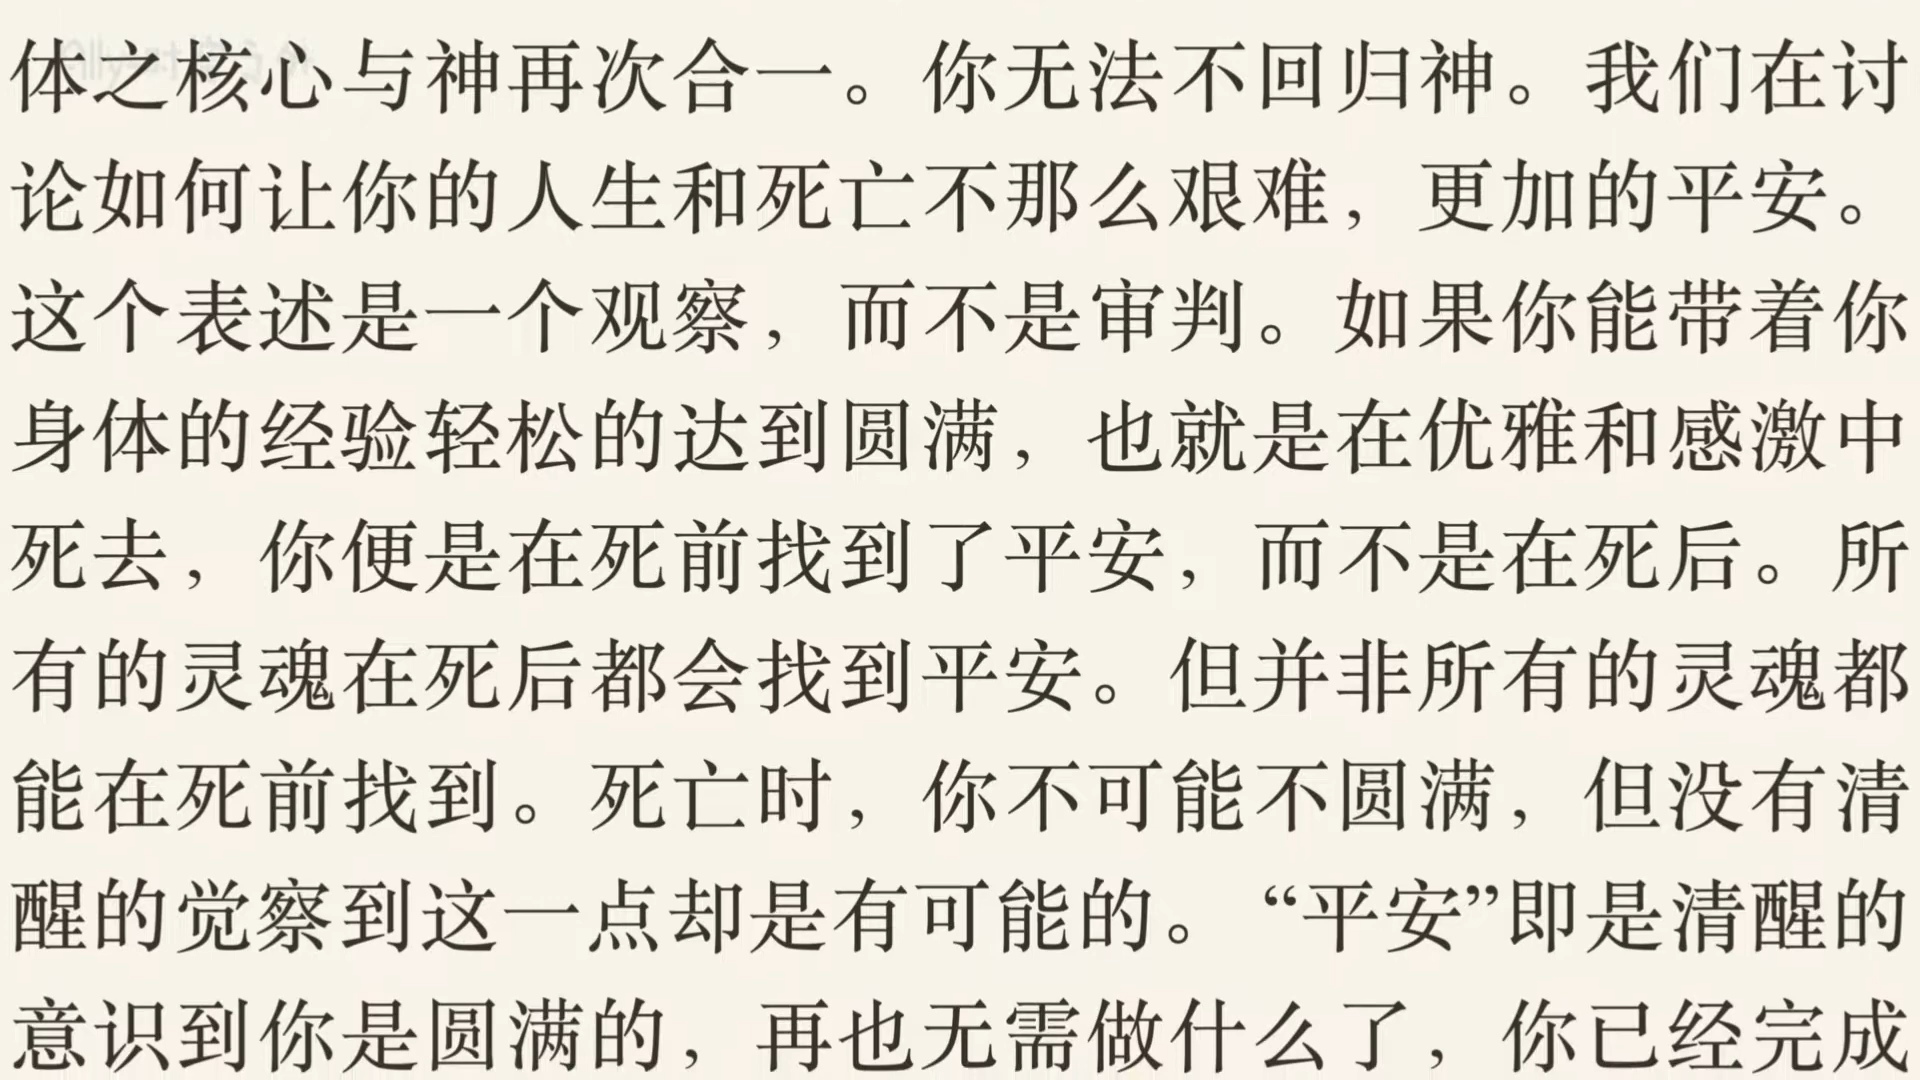 体之核心与神再次合一。你无法不回归神。我们在讨
论如何让你的人生和死亡不那么艰难，更加的平安。
这个表述是一个观察，而不是审判。如果你能带着你
身体的经验轻松的达到圆满，也就是在优雅和感激中
死去，你便是在死前找到了平安，而不是在死后。所
有的灵魂在死后都会找到平安。但并非所有的灵魂都
能在死前找到。死亡时，你不可能不圆满，但没有清
醒的觉察到这一点却是有可能的。“平安”即是清醒的
意识到你是圆满的，再也无需做什么了，你已经完成